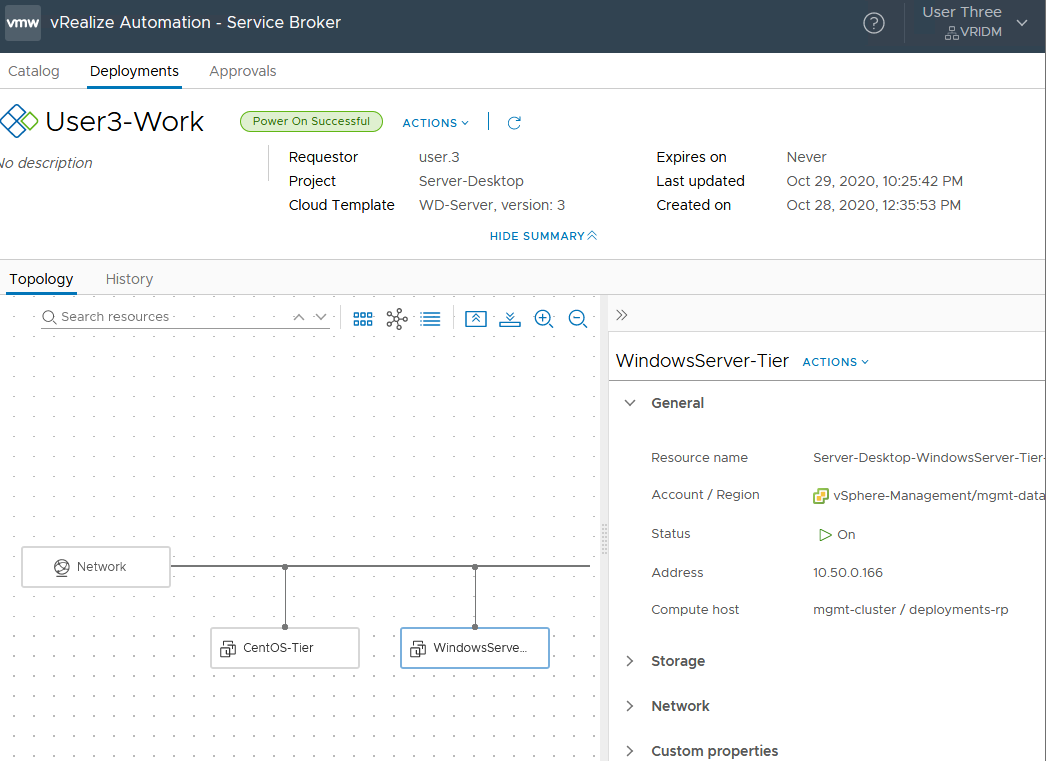 vmw vRealize Automation - Service Broker
User Three
VRIDM
Catalog Deployments Approvals
User3-Work Power On Successful ACTIONS
No description
Requestor user.3 Expires on Never
Project Server-Desktop Last updated Oct 29, 2020, 10:25:42 PM
Cloud Template WD-Server, version: 3 Created on Oct 28, 2020, 12:35:53 PM
HIDE SUMMARY
Topology History
Search resources
Network
CentOS-Tier
WindowsServe...
WindowsServer-Tier ACTIONS
General
Resource name Server-Desktop-WindowsServer-Tier-
Account / Region vSphere-Management/mgmt-data
Status On
Address 10.50.0.166
Compute host mgmt-cluster / deployments-rp
Storage
Network
Custom properties